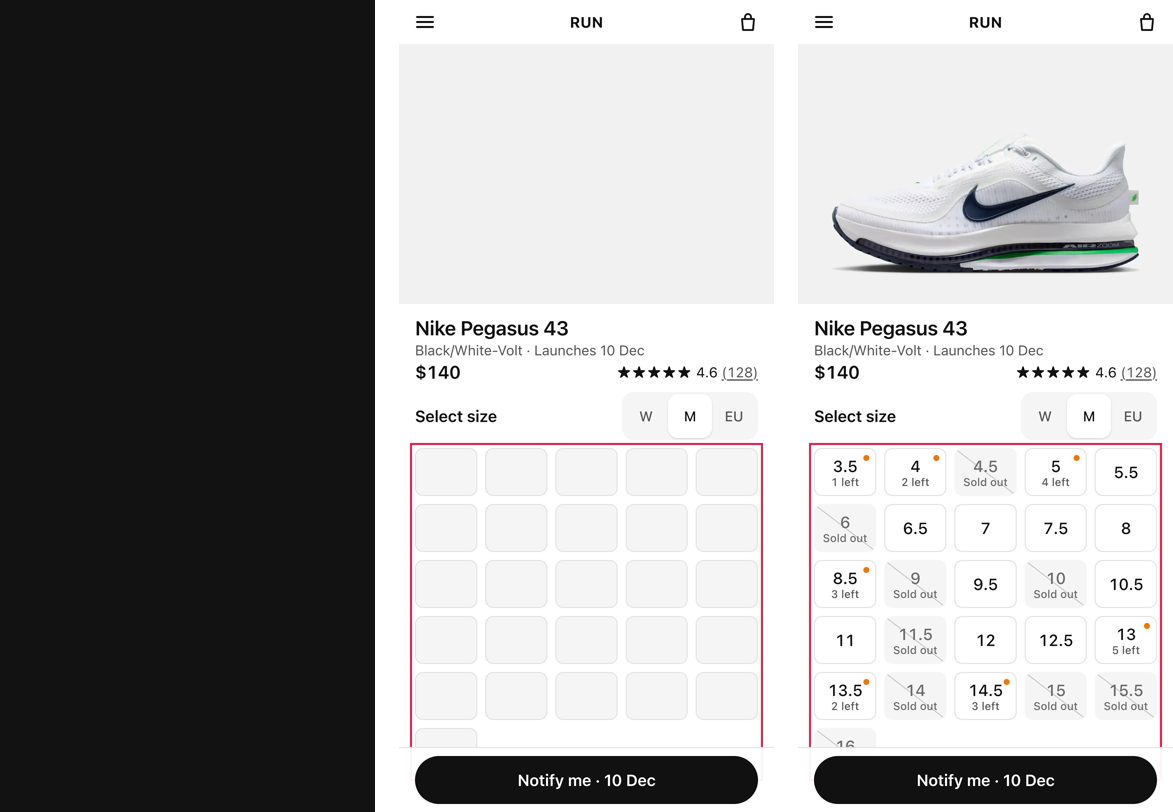 RUN
Nike Pegasus 43
Black/White-Volt · Launches 10 Dec
$140
★★★★★ 4.6 (128)
Select size
W M EU
Notify me · 10 Dec
RUN
AIR ZOOM
Nike Pegasus 43
Black/White-Volt · Launches 10 Dec
$140
★★★★★ 4.6 (128)
Select size
W M EU
3.5 4 4.5 5 5.5
1 left 2 left Sold out 4 left
6 6.5 7 7.5 8
Sold out
8.5 9 9.5 10 10.5
3 left Sold out Sold out
11 11.5 12 12.5 13
Sold out 5 left
13.5 14 14.5 15 15.5
2 left Sold out 3 left Sold out Sold out
16
Notify me · 10 Dec